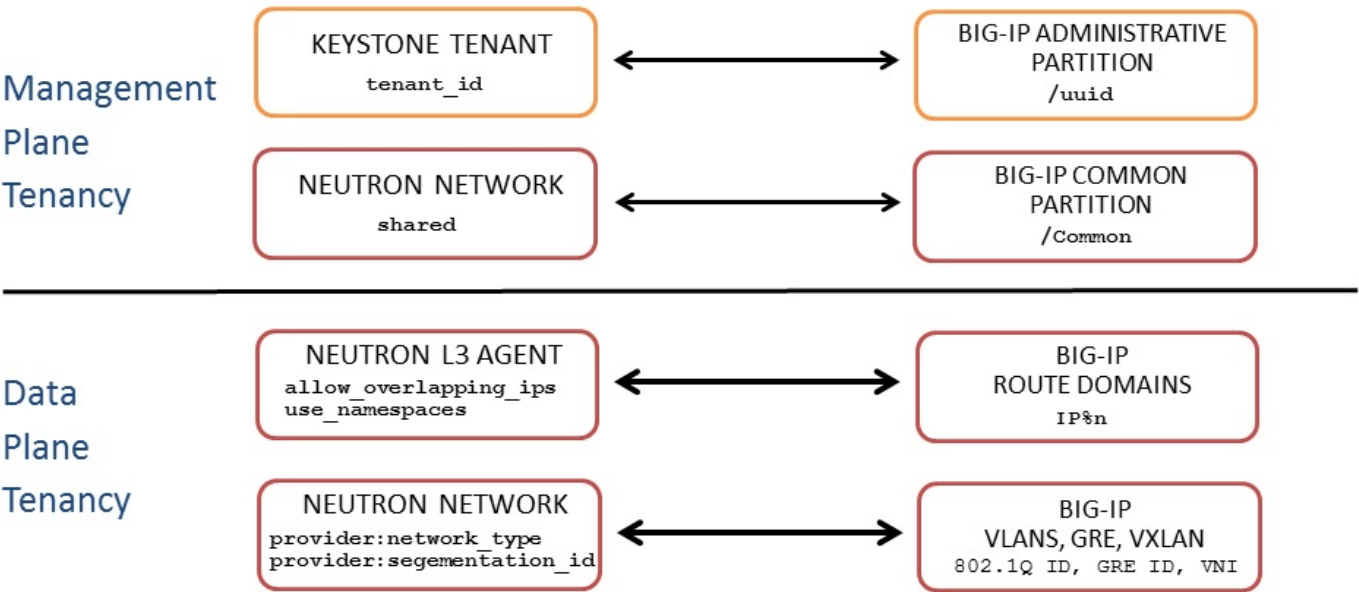 Management
Plane
Tenancy
KEYSTONE TENANT
tenant_id
BIG-IP ADMINISTRATIVE
PARTITION
/uuid
NEUTRON NETWORK
shared
BIG-IP COMMON
PARTITION
/Common
Data
Plane
Tenancy
NEUTRON L3 AGENT
allow_overlapping_ips
use_namespaces
BIG-IP
ROUTE DOMAINS
IP%n
NEUTRON NETWORK
provider:network_type
provider:segementation_id
BIG-IP
VLANS, GRE, VXLAN
802.1Q ID, GRE ID, VNI